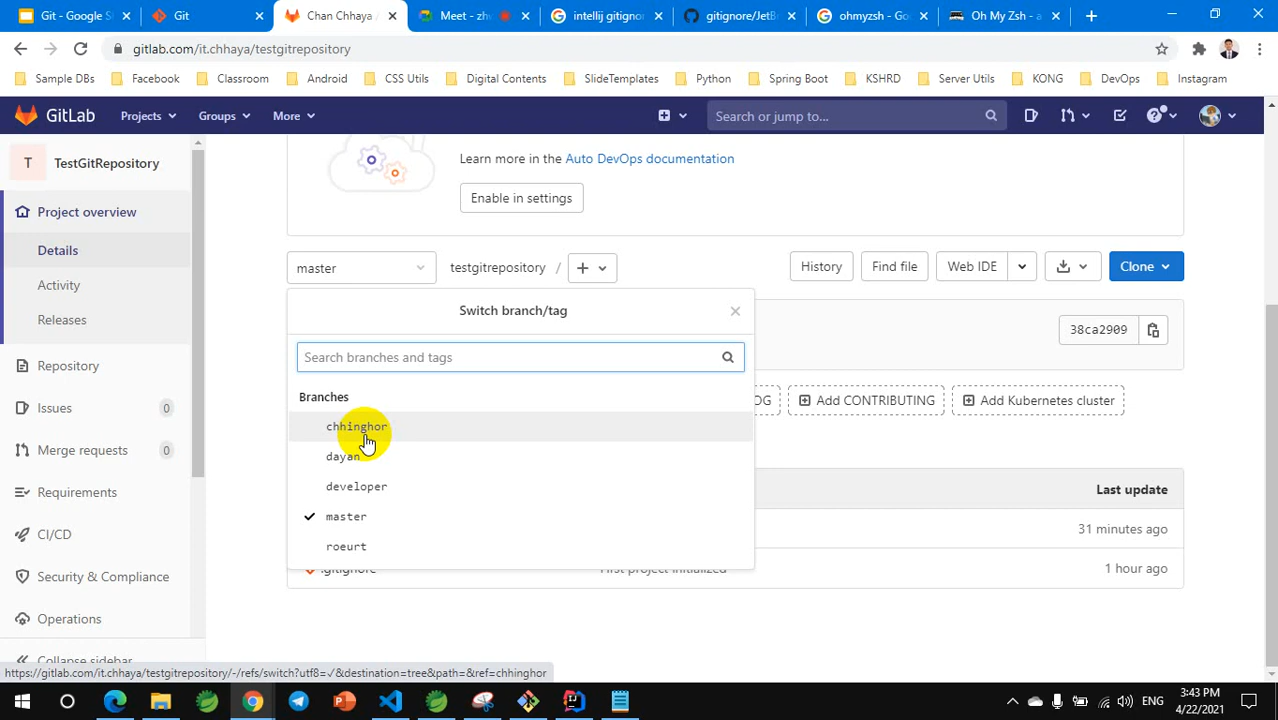 Git - Google Sl
Git
Chan Chhaya /
Meet - zhv
intellij gitignore
gitignore/JetB
ohmyzsh - Goo
Oh My Zsh - a
gitlab.com/it.chhaya/testgitrepository
Sample DBs
Facebook
Classroom
Android
CSS Utils
Digital Contents
SlideTemplates
Python
Spring Boot
KSHRD
Server Utils
KONG
DevOps
Instagram
GitLab
Projects
Groups
More
Search or jump to...
T
TestGitRepository
Project overview
Details
Activity
Releases
Repository
Issues
0
Merge requests
0
Requirements
CI/CD
Security & Compliance
Operations
Collapse sidebar
Learn more in the Auto DevOps documentation
Enable in settings
master
testgitrepository /
History
Find file
Web IDE
Clone
Switch branch/tag
Search branches and tags
Branches
chhinghor
dayan
developer
master
roeurt
38ca2909
OG
Add CONTRIBUTING
Add Kubernetes cluster
Last update
31 minutes ago
.gitignore
First project initialized
1 hour ago
https://gitlab.com/it.chhaya/testgitrepository/-/refs/switch?utf8=✓&destination=tree&path=&ref=chhinghor
ENG
3:43 PM
4/22/2021